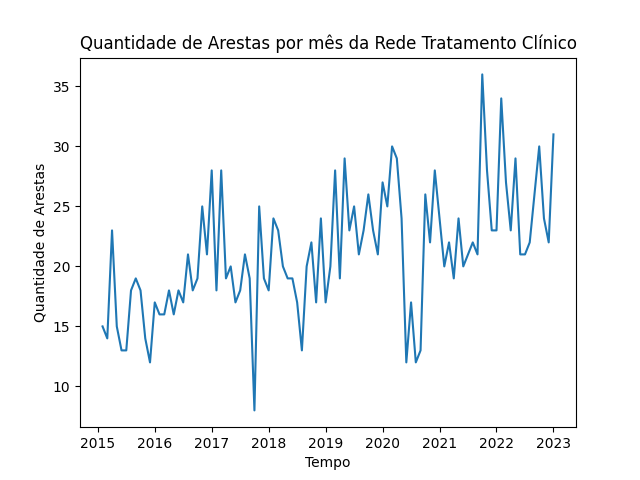 Quantidade de Arestas por mês da Rede Tratamento Clínico
Quantidade de Arestas
35
30
25
20
15
10
2015 2016 2017 2018 2019 2020 2021 2022 2023
Tempo